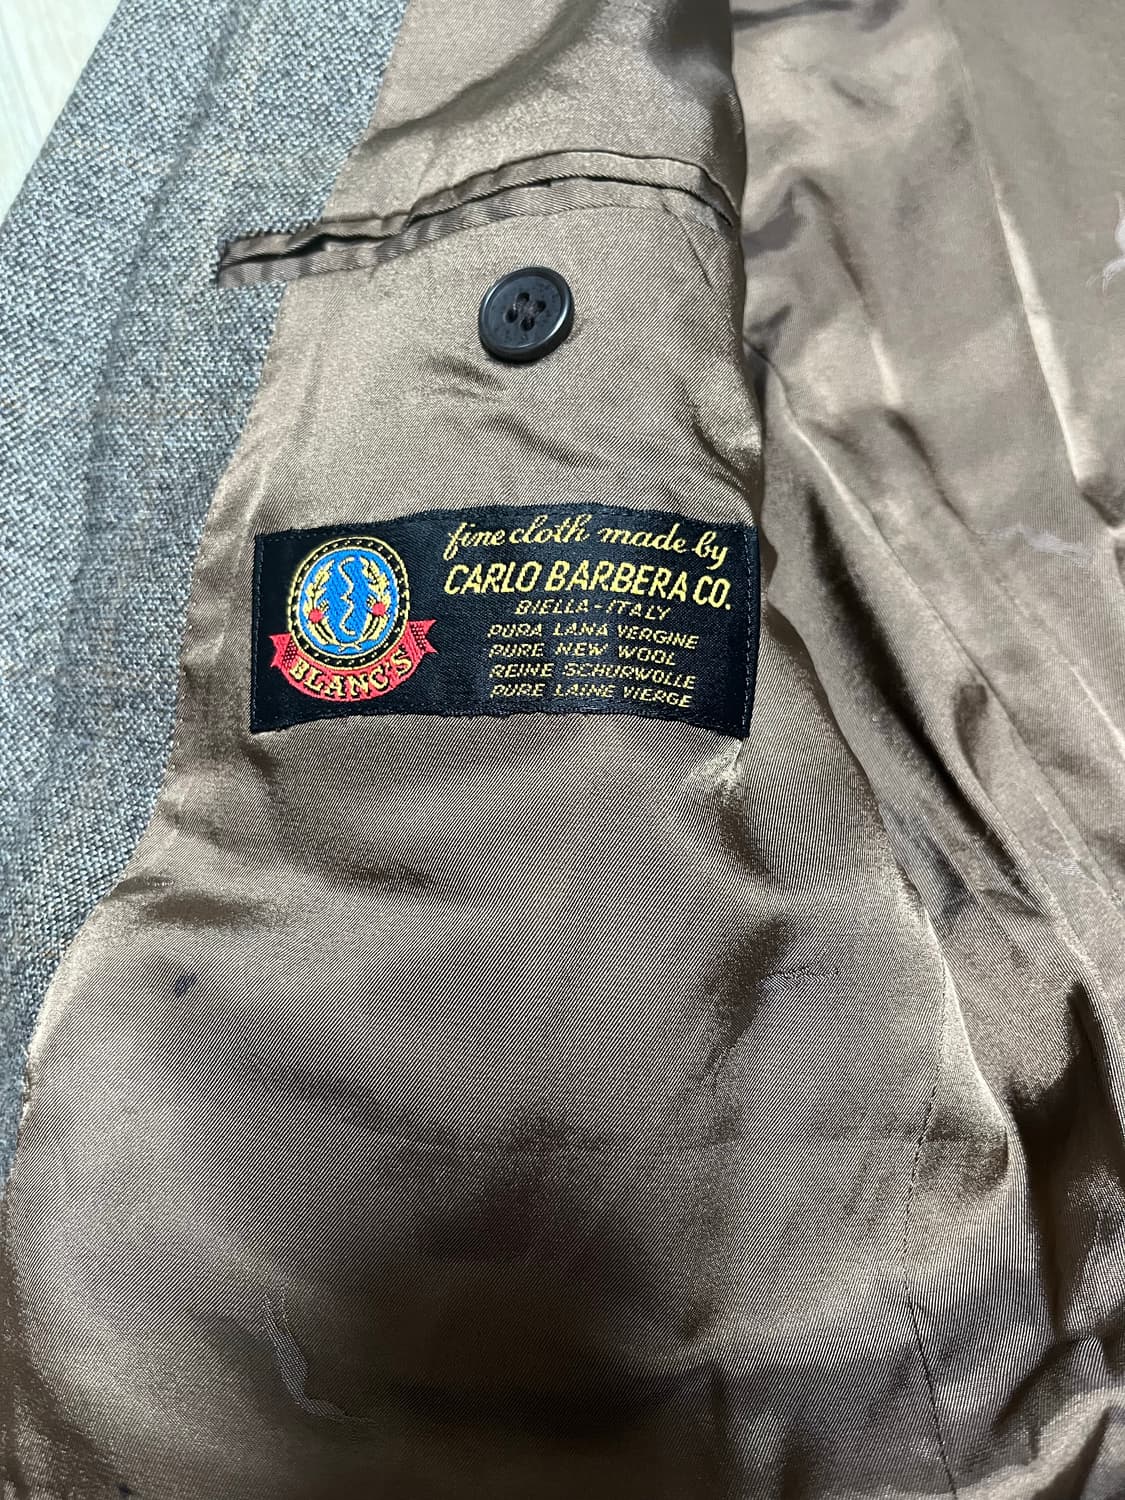 fine cloth made by
CARLO BARBERA CO.
BIELLA-ITALY
PURA LANA VERGINE
PURE NEW WOOL
REINE SCHURWOLLE
PURE LAINE VIERGE
BLANC'S